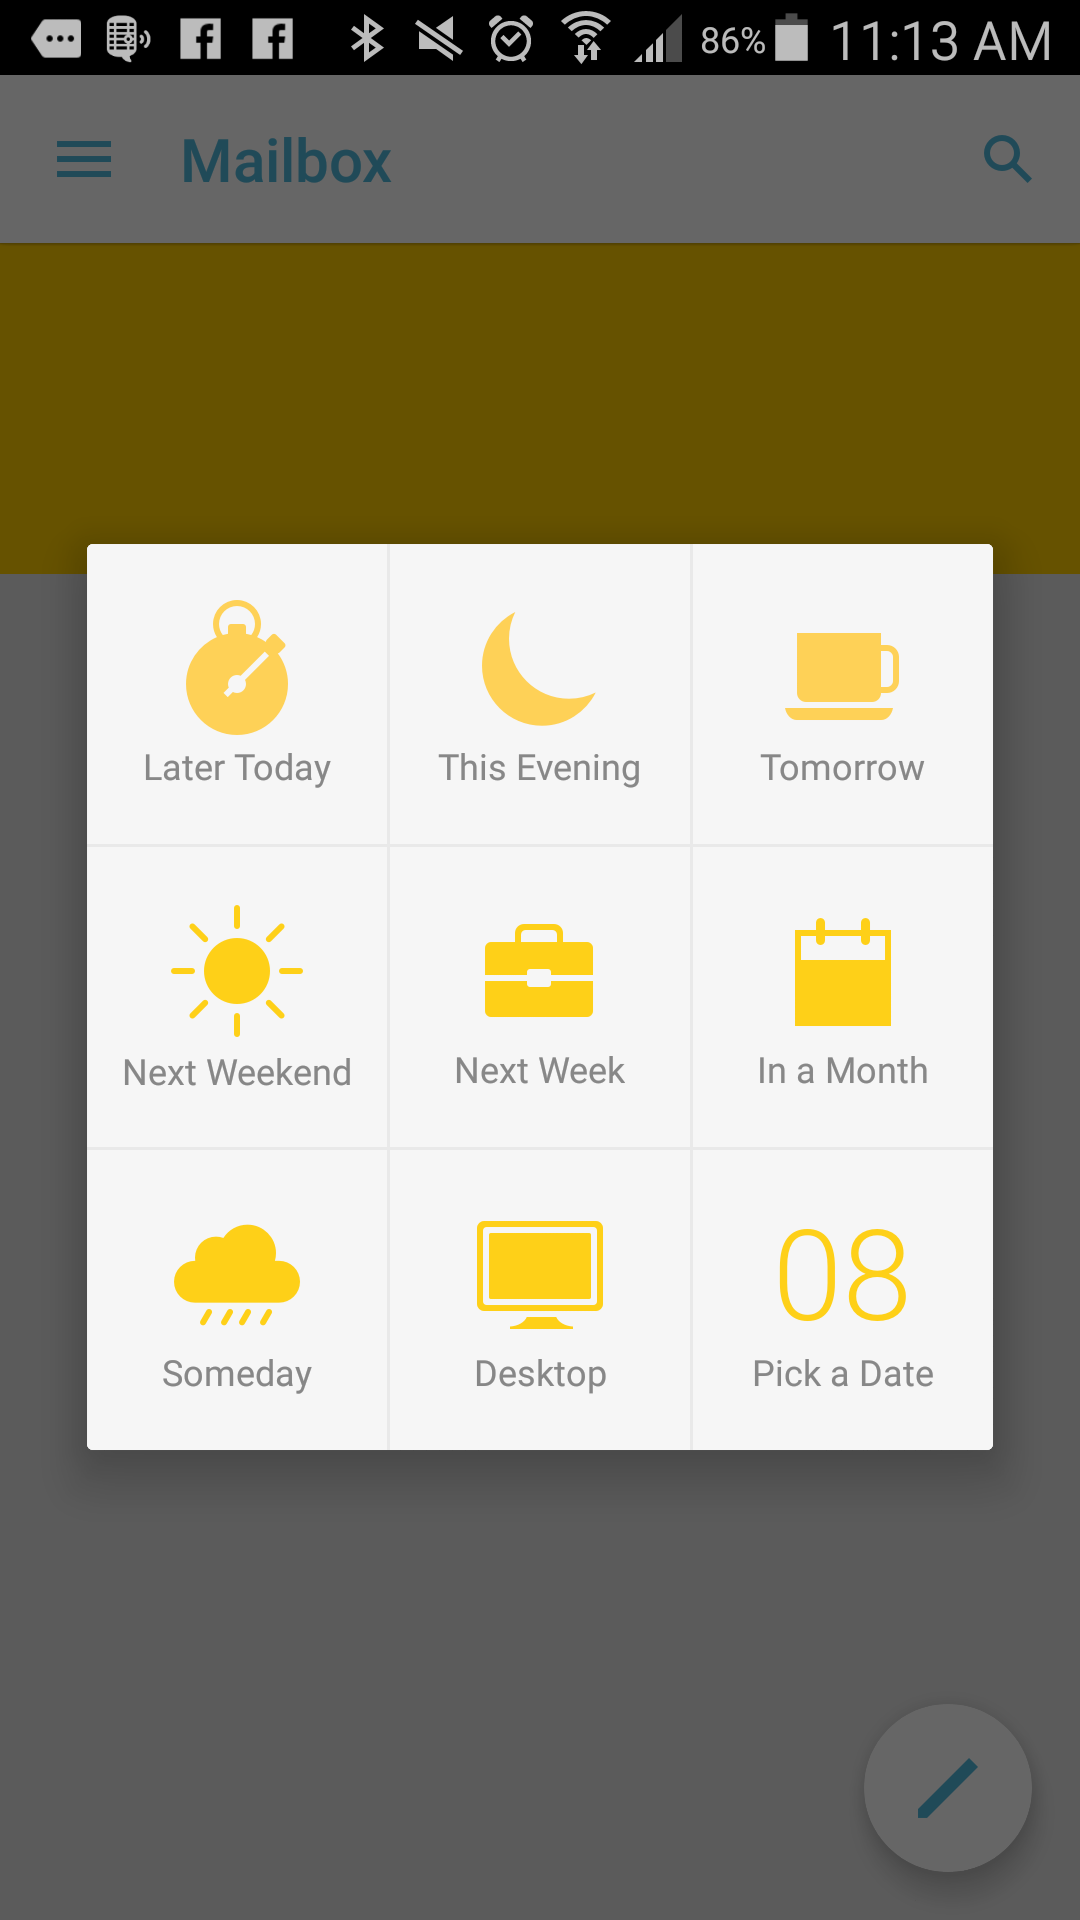 86% 11:13 AM
Mailbox
Later Today This Evening Tomorrow
Next Weekend Next Week In a Month
08
Someday Desktop Pick a Date